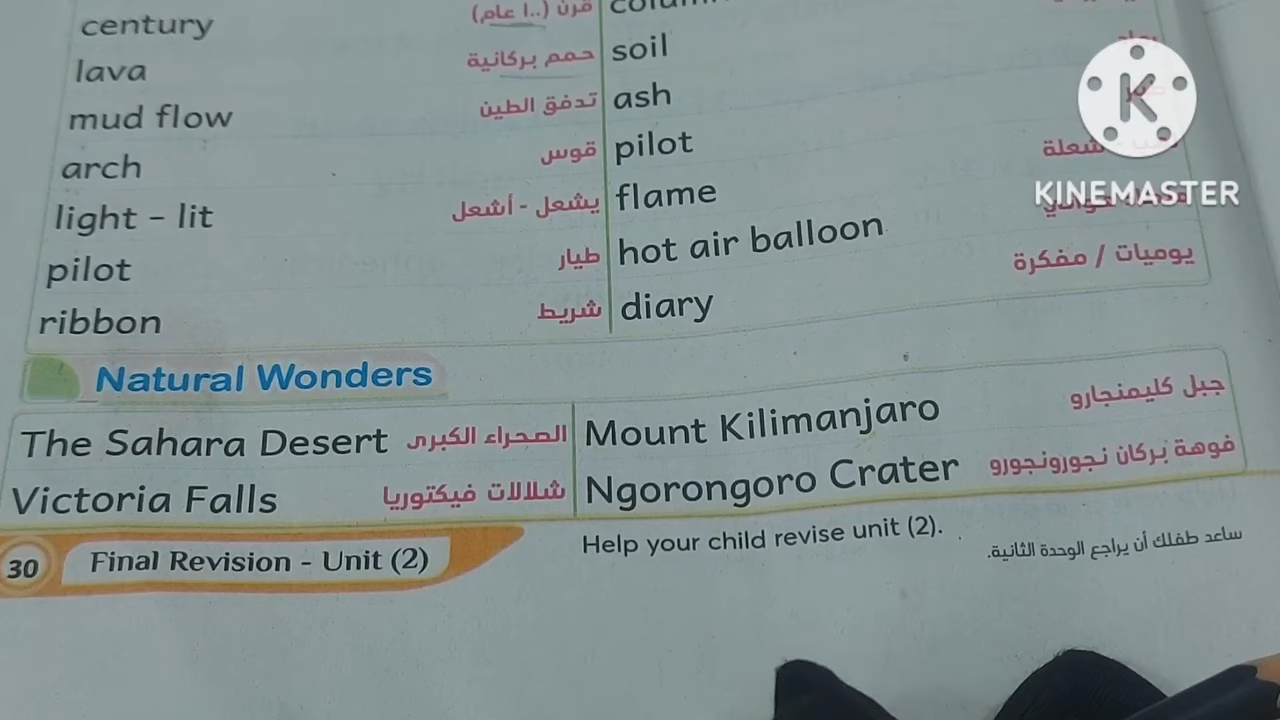 century قرن (١٠٠ عام)
lava حمم بركانية soil
mud flow تدفق الطين ash
arch قوس pilot
light – lit يشعل - أشعل flame شعلة
pilot طيار hot air balloon
ribbon شريط diary يوميات / مفكرة
Natural Wonders
The Sahara Desert الصحراء الكبرى Mount Kilimanjaro جبل كليمنجارو
Victoria Falls شلالات فيكتوريا Ngorongoro Crater فوهة بركان نجورونجورو
30 Final Revision - Unit (2) Help your child revise unit (2). ساعد طفلك أن يراجع الوحدة الثانية.
K
KINEMASTER